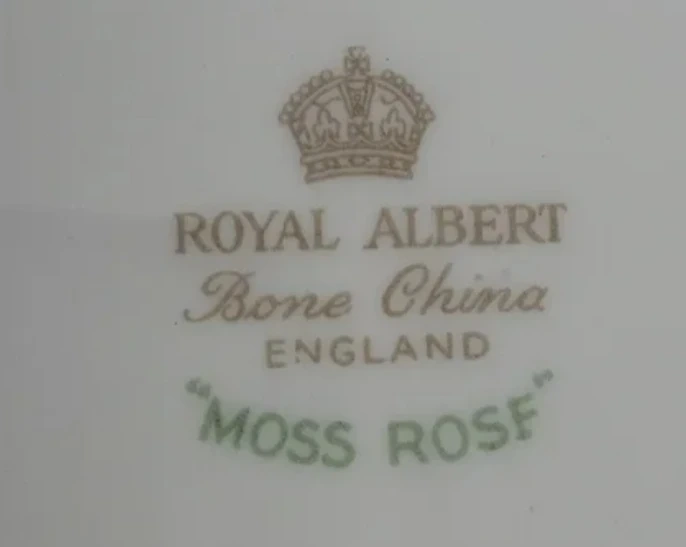 ROYAL ALBERT
Bone China
ENGLAND
"MOSS ROSE"